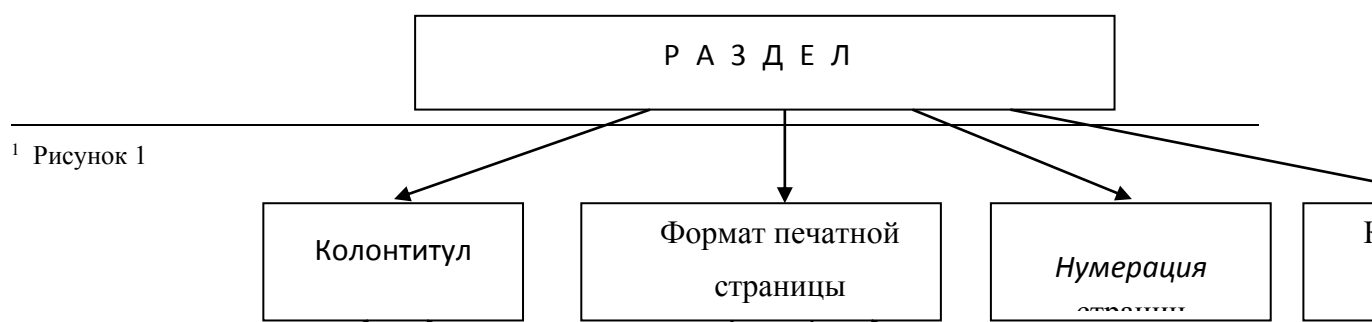 Р А З Д Е Л
1 Рисунок 1
Колонтитул
Формат печатной
страницы
Нумерация